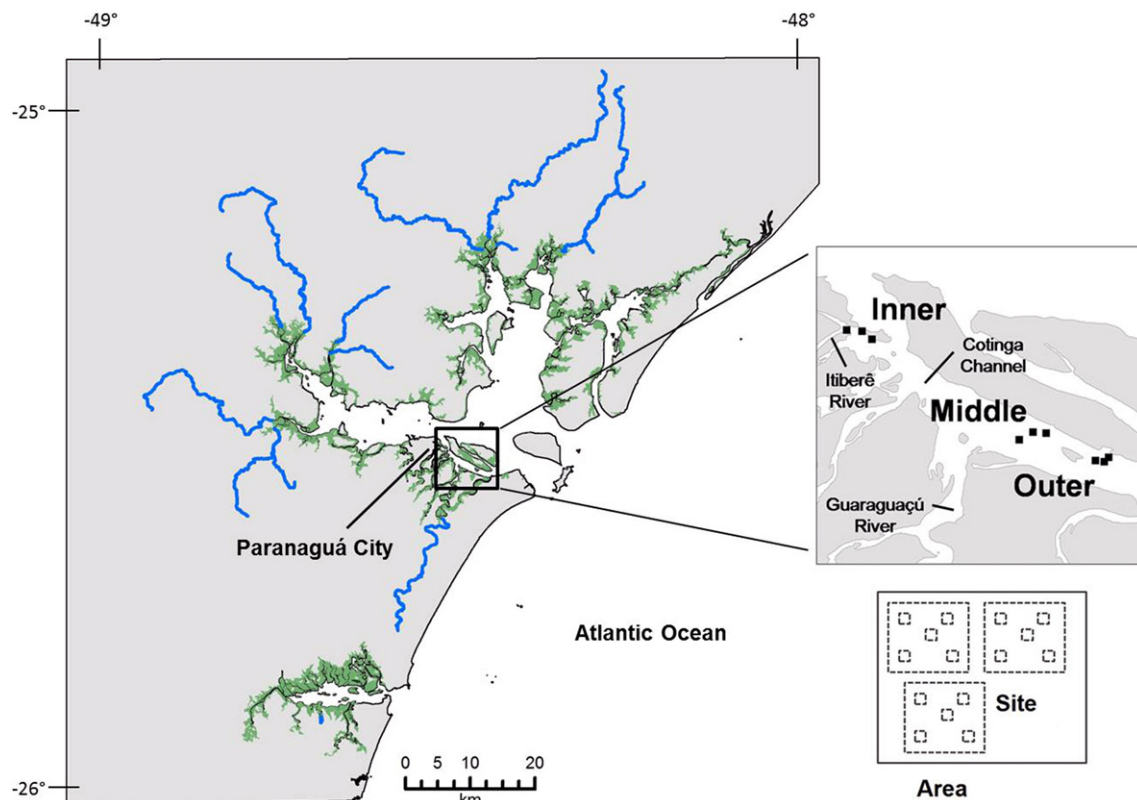 -49°
-48°
-25°
Inner
Cotinga
Channel
Itiberê
River
Middle
Outer
Guaraguaçú
River
Paranaguá City
Atlantic Ocean
Site
0 5 10 20
km
-26°
Area